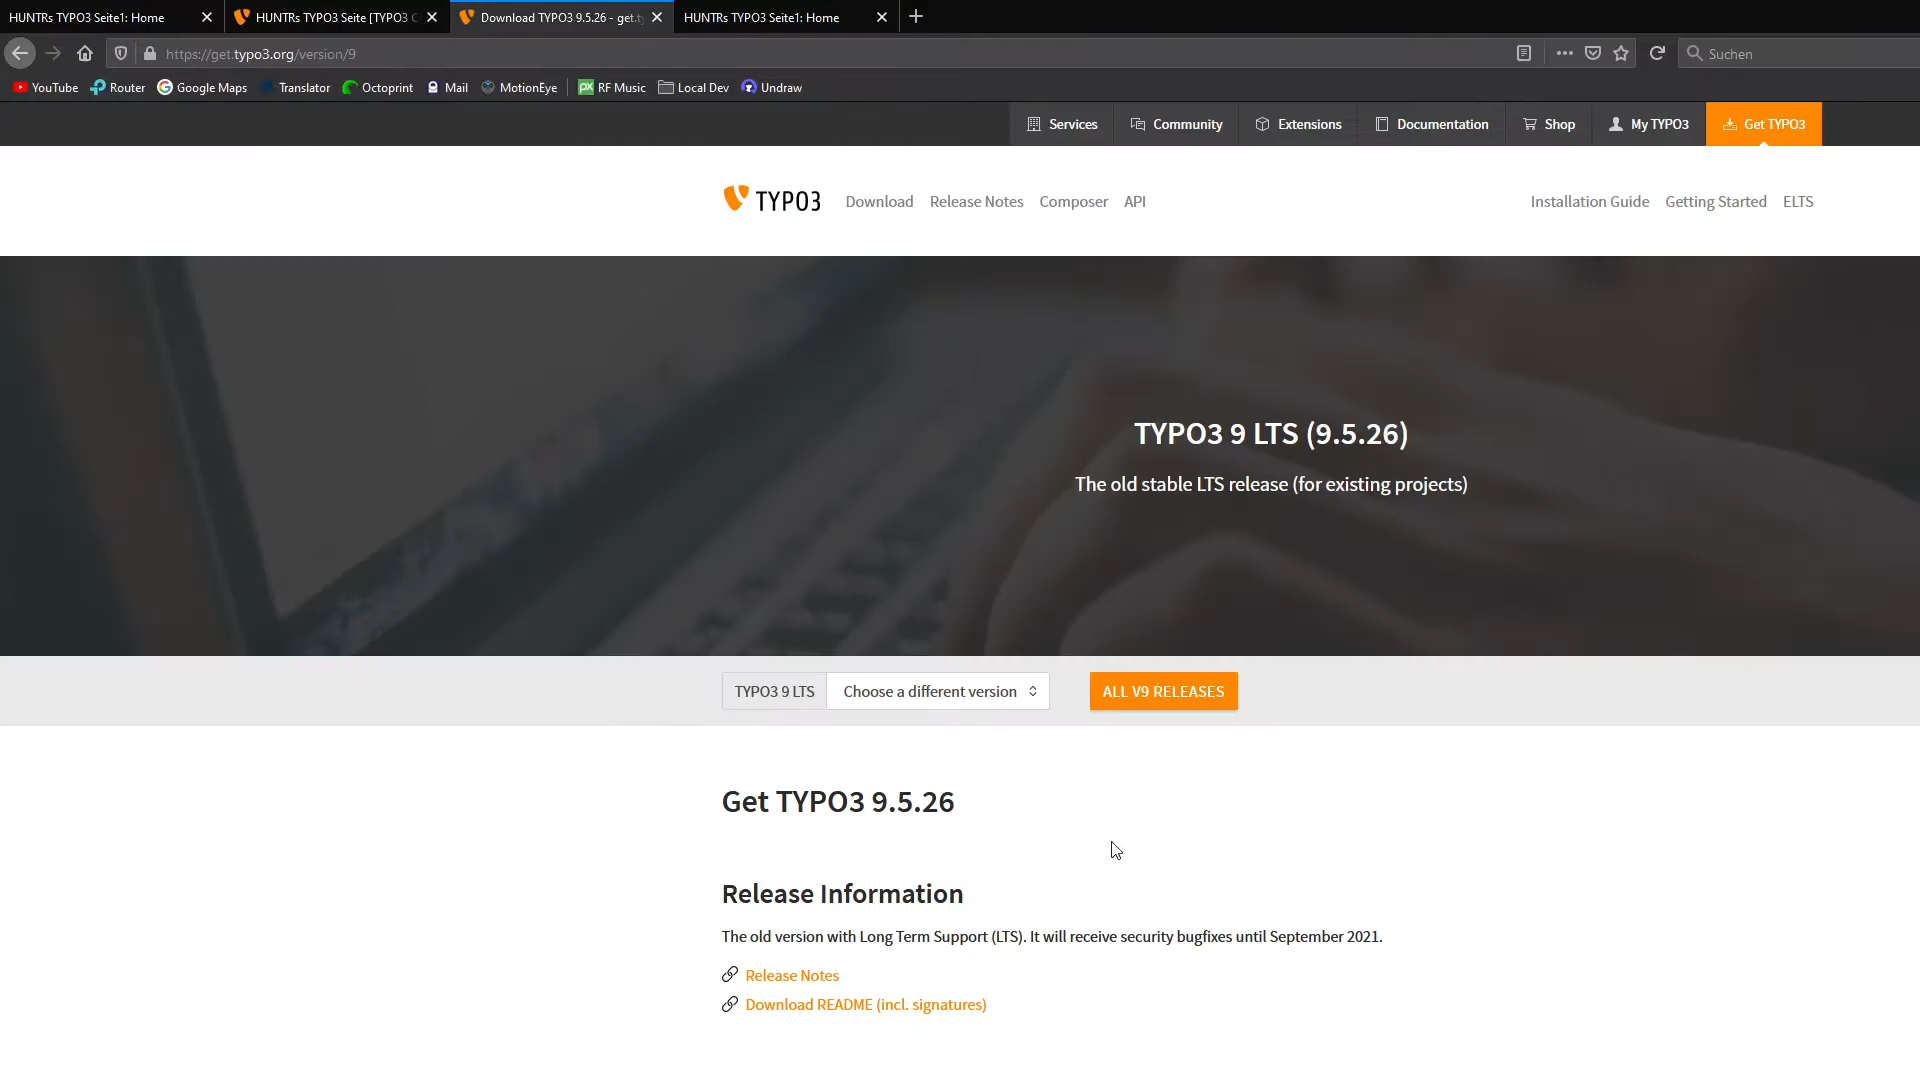 HUNTRs TYPO3 Seite1: Home
HUNTRs TYPO3 Seite [TYPO3 C
Download TYPO3 9.5.26 - get.ty
HUNTRs TYPO3 Seite1: Home
https://get.typo3.org/version/9
Suchen
YouTube
Router
Google Maps
Translator
Octoprint
Mail
MotionEye
RF Music
Local Dev
Undraw
Services
Community
Extensions
Documentation
Shop
My TYPO3
Get TYPO3
TYPO3
Download
Release Notes
Composer
API
Installation Guide
Getting Started
ELTS
TYPO3 9 LTS (9.5.26)
The old stable LTS release (for existing projects)
TYPO3 9 LTS
Choose a different version
ALL V9 RELEASES
Get TYPO3 9.5.26
Release Information
The old version with Long Term Support (LTS). It will receive security bugfixes until September 2021.
Release Notes
Download README (incl. signatures)